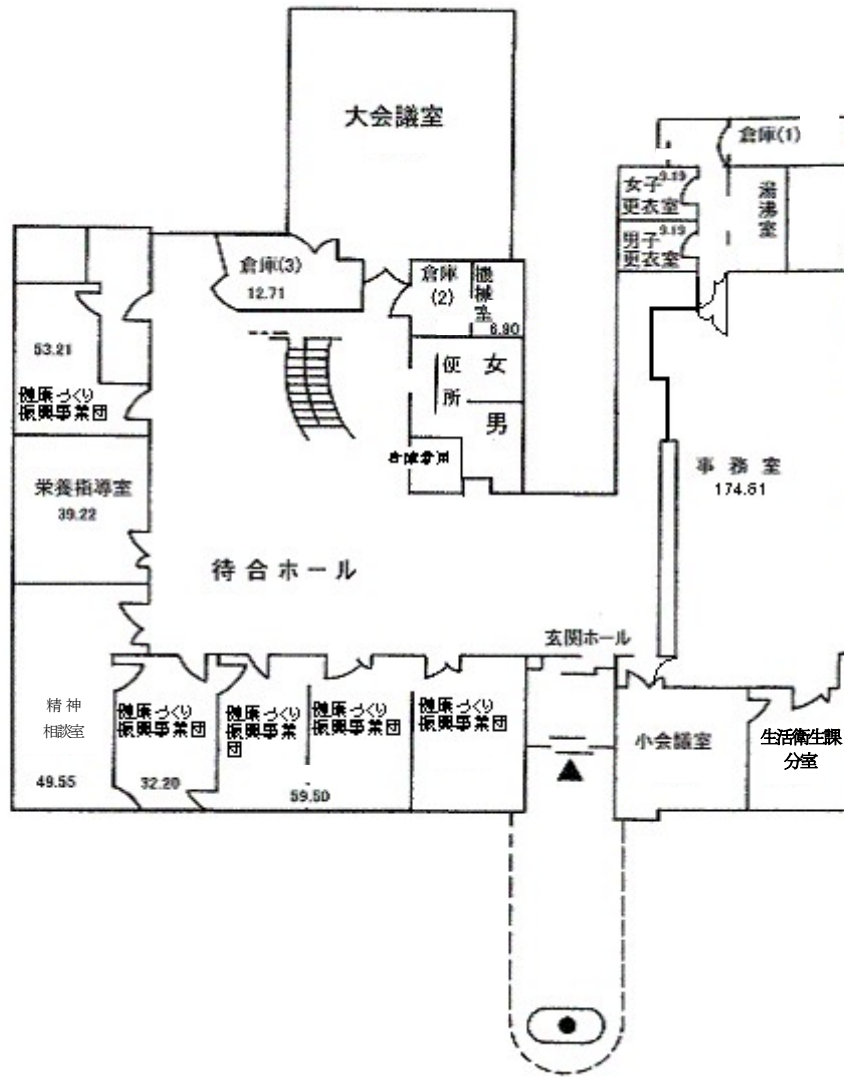 大会議室
倉庫(1)
女子
更衣室
9.19
湯沸室
男子
更衣室
9.19
倉庫(3)
12.71
倉庫
(2)
機械室
6.90
53.21
健康づくり
振興事業団
便所
女
男
栄養指導室
39.22
事務室
174.61
待合ホール
玄関ホール
精神
相談室
49.55
健康づくり
振興事業団
32.20
健康づくり
振興事業
団
健康づくり
振興事業団
59.50
健康づくり
振興事業団
小会議室
生活衛生課
分室